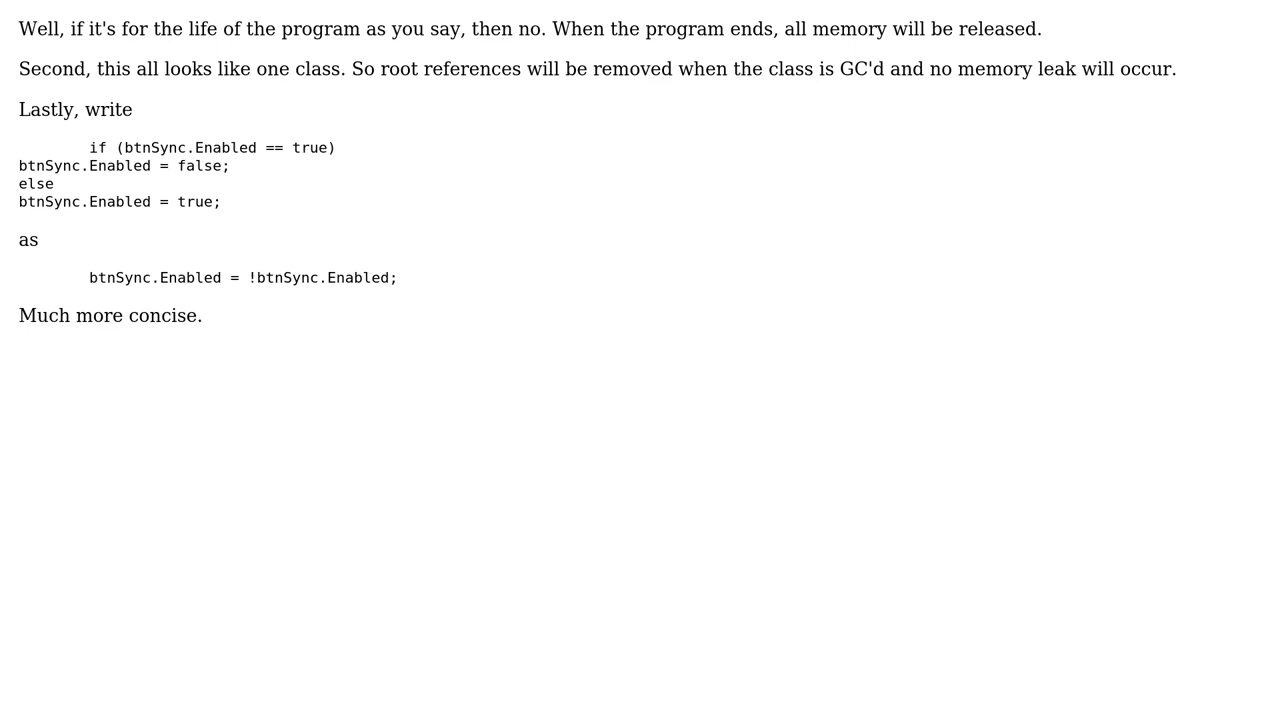 Well, if it's for the life of the program as you say, then no. When the program ends, all memory will be released.
Second, this all looks like one class. So root references will be removed when the class is GC'd and no memory leak will occur.
Lastly, write
        if (btnSync.Enabled == true)
btnSync.Enabled = false;
else
btnSync.Enabled = true;
as
        btnSync.Enabled = !btnSync.Enabled;
Much more concise.